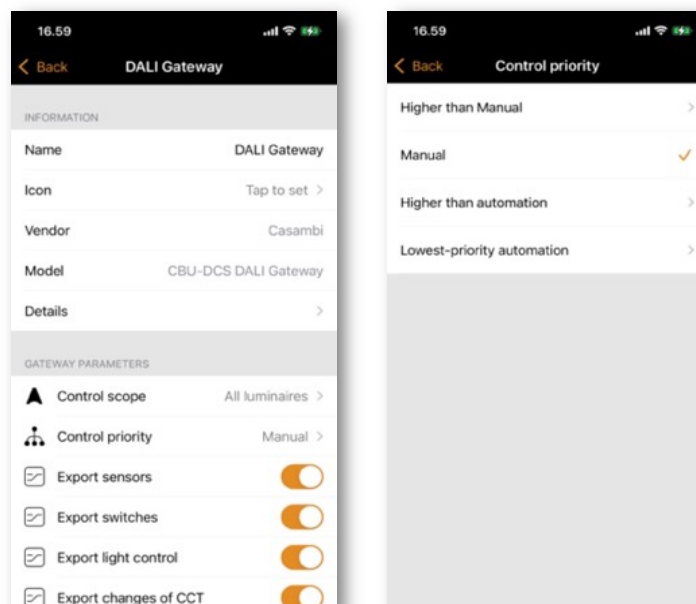 16.59
Back
DALI Gateway
INFORMATION
Name DALI Gateway
Icon Tap to set
Vendor Casambi
Model CBU-DCS DALI Gateway
Details
GATEWAY PARAMETERS
Control scope All luminaires
Control priority Manual
Export sensors
Export switches
Export light control
Export changes of CCT
16.59
Back
Control priority
Higher than Manual
Manual
Higher than automation
Lowest-priority automation